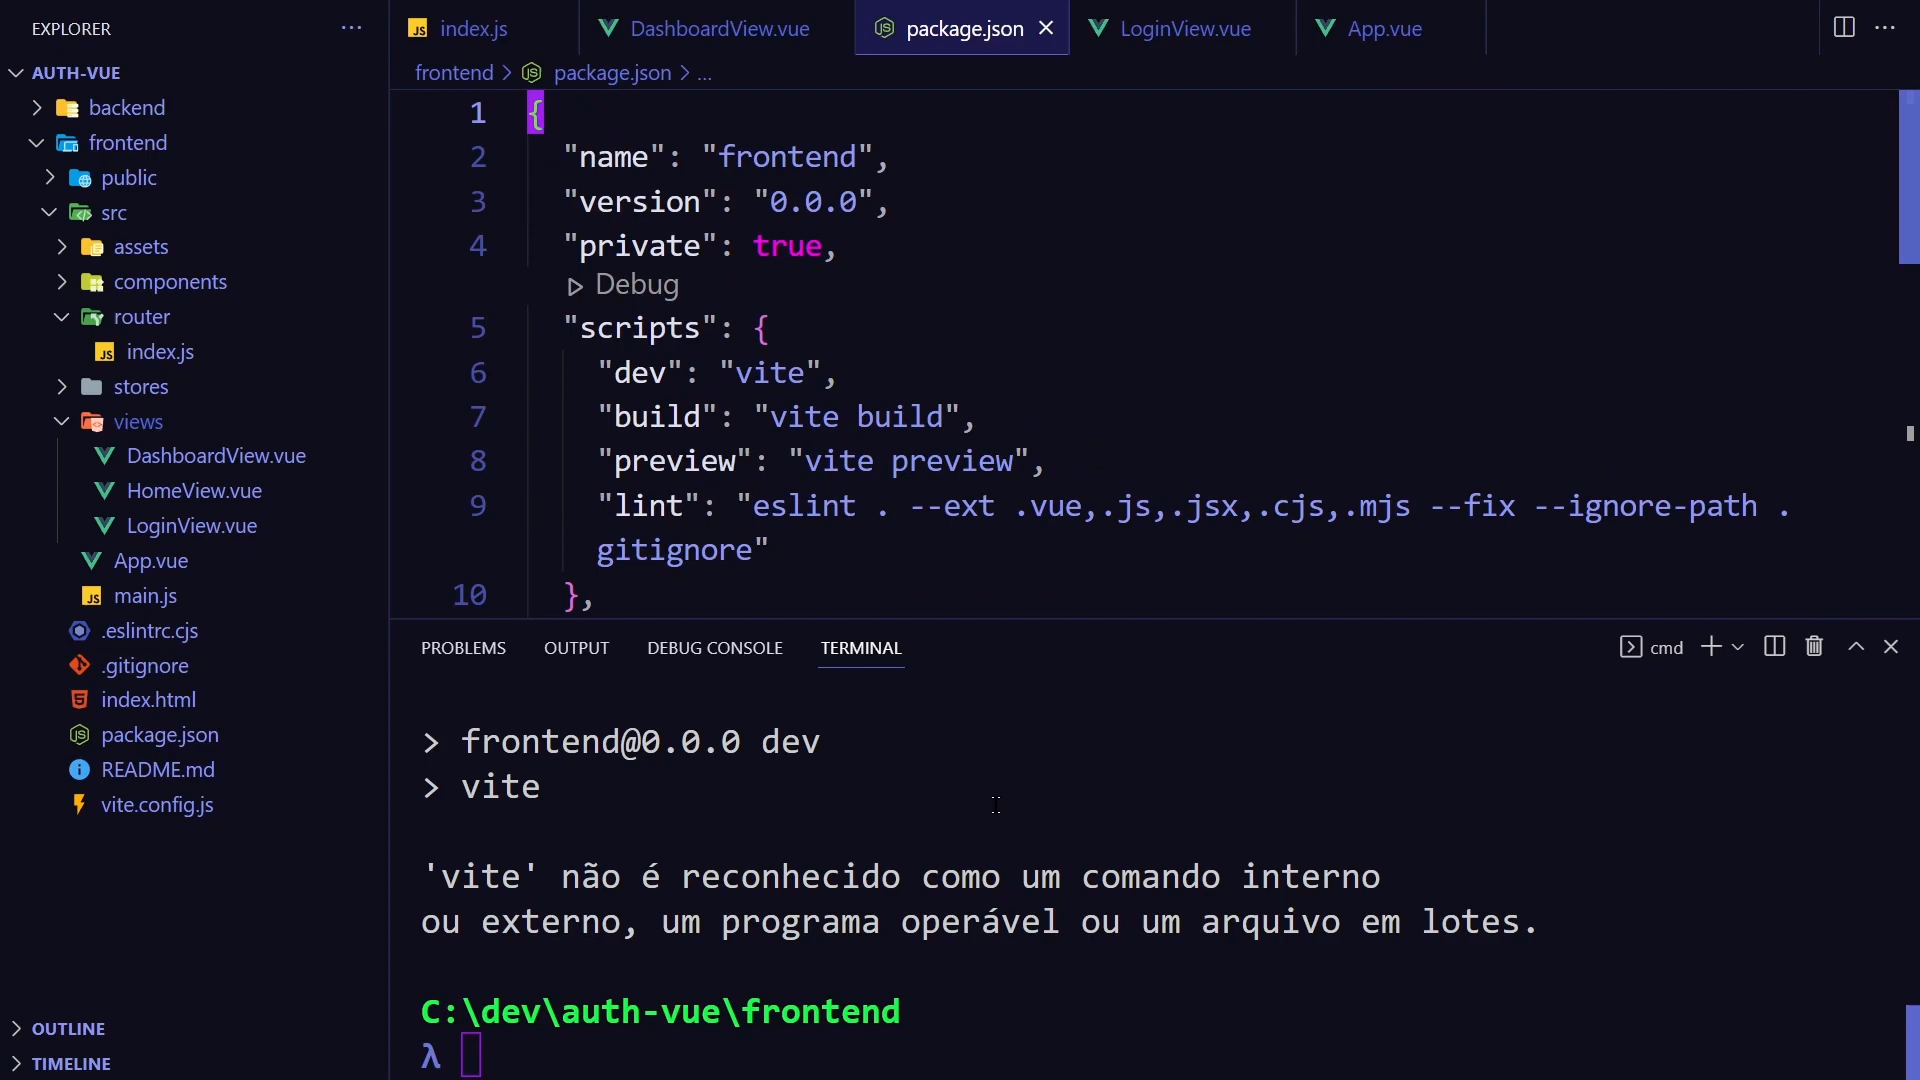 EXPLORER
AUTH-VUE
backend
frontend
public
src
assets
components
router
index.js
stores
views
DashboardView.vue
HomeView.vue
LoginView.vue
App.vue
main.js
.eslintrc.cjs
.gitignore
index.html
package.json
README.md
vite.config.js
OUTLINE
TIMELINE
index.js
DashboardView.vue
package.json
LoginView.vue
App.vue
frontend > package.json > ...
1 {
2 "name": "frontend",
3 "version": "0.0.0",
4 "private": true,
Debug
5 "scripts": {
6 "dev": "vite",
7 "build": "vite build",
8 "preview": "vite preview",
9 "lint": "eslint . --ext .vue,.js,.jsx,.cjs,.mjs --fix --ignore-path .
gitignore"
10 },
PROBLEMS OUTPUT DEBUG CONSOLE TERMINAL
cmd
> frontend@0.0.0 dev
> vite
'vite' não é reconhecido como um comando interno
ou externo, um programa operável ou um arquivo em lotes.
C:\dev\auth-vue\frontend
λ